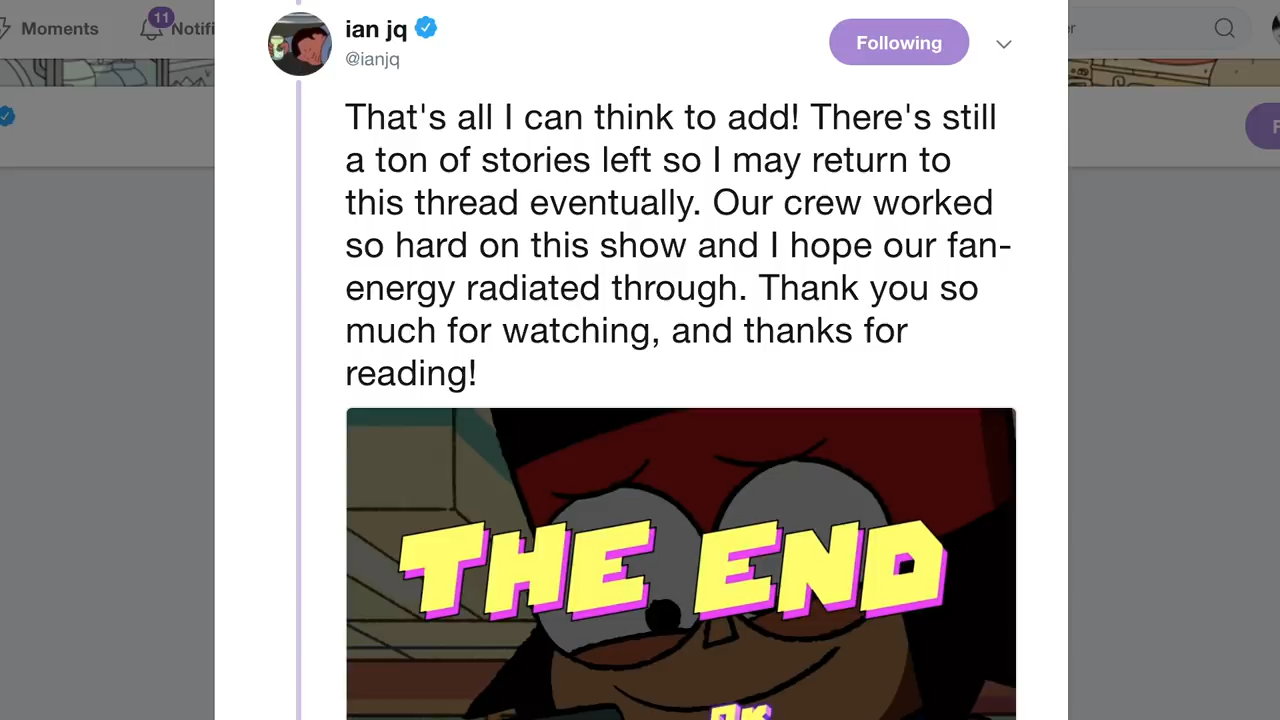 Moments
11
Notifi
ian jq
@ianjq
Following
That's all I can think to add! There's still
a ton of stories left so I may return to
this thread eventually. Our crew worked
so hard on this show and I hope our fan-
energy radiated through. Thank you so
much for watching, and thanks for
reading!
THE END